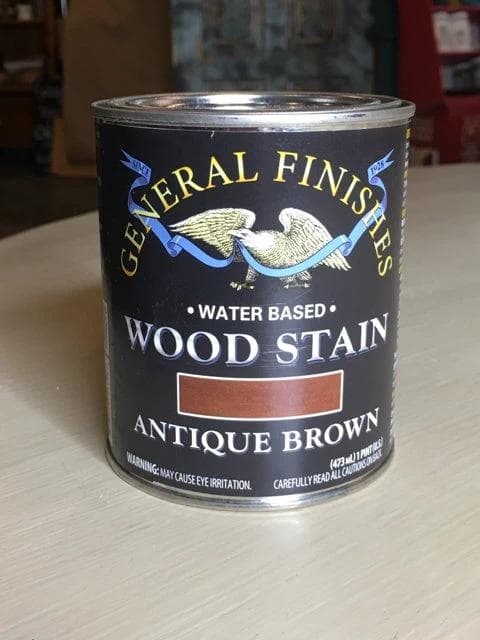 SINCE 1928
GENERAL FINISHES
• WATER BASED •
WOOD STAIN
ANTIQUE BROWN
(473 mL) 1 PINT (U.S.)
WARNING: MAY CAUSE EYE IRRITATION. CAREFULLY READ ALL CAUTIONS ON BACK.